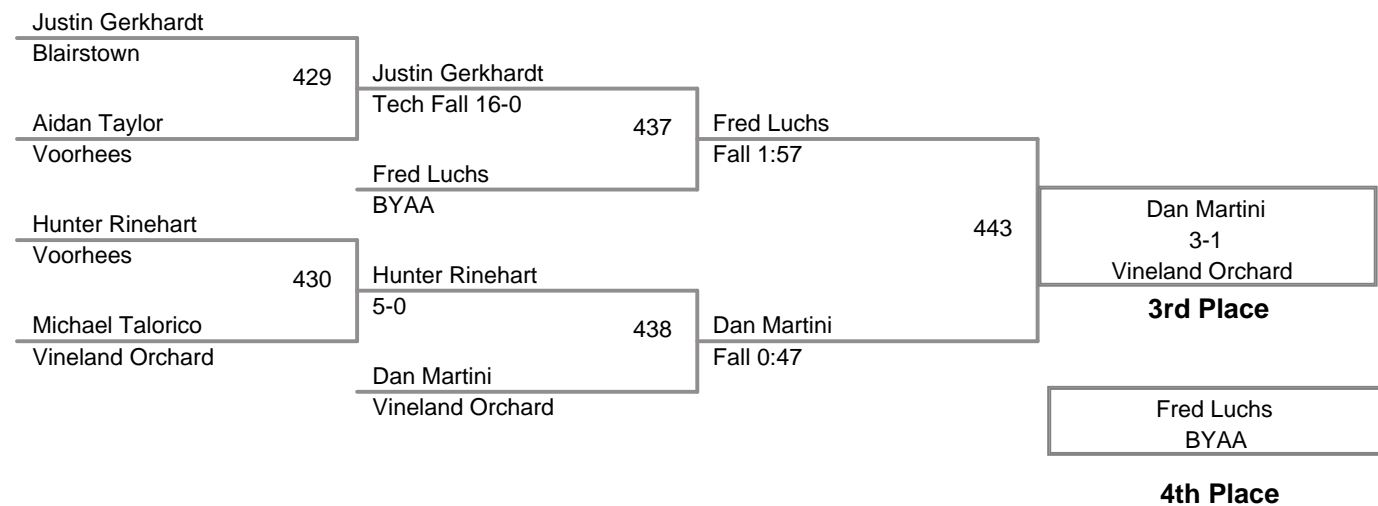 Justin Gerkhardt
Blairstown
429
Aidan Taylor
Voorhees
Hunter Rinehart
Voorhees
430
Michael Talorico
Vineland Orchard
Justin Gerkhardt
Tech Fall 16-0
437
Fred Luchs
BYAA
Hunter Rinehart
5-0
438
Dan Martini
Vineland Orchard
Fred Luchs
Fall 1:57
443
Dan Martini
Fall 0:47
Dan Martini
3-1
Vineland Orchard
3rd Place
Fred Luchs
BYAA
4th Place